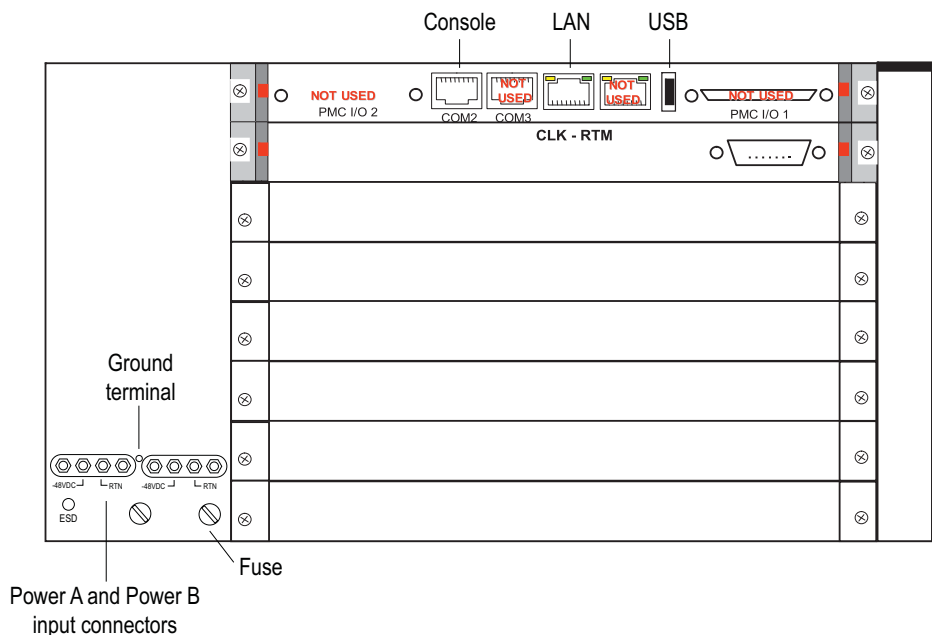 Console LAN USB
NOT USED
PMC I/O 2
COM2
NOT
USED
COM3
NOT
USED
NOT USED
PMC I/O 1
CLK - RTM
Ground
terminal
-48VDC RTN -48VDC RTN
ESD
Fuse
Power A and Power B
input connectors